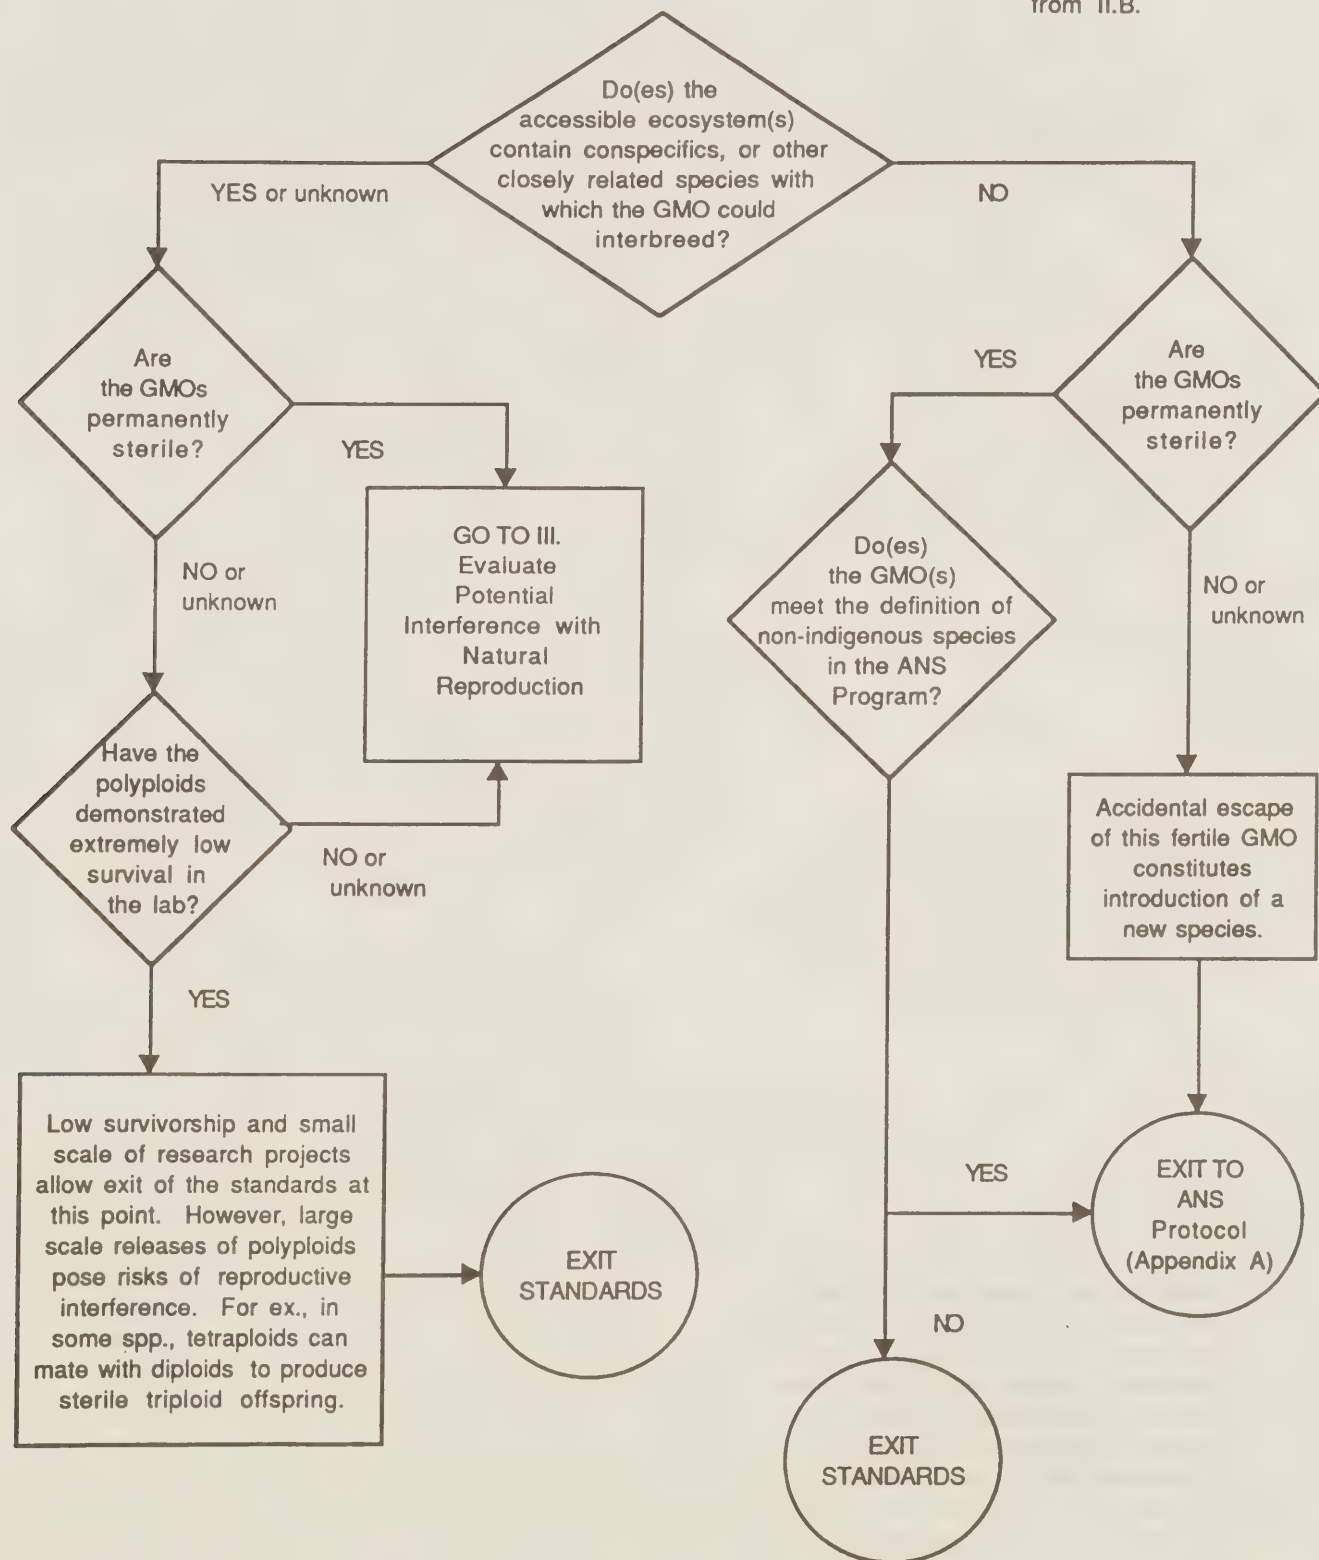 from II.B.
Do(es) the
accessible ecosystem(s)
contain conspecifics, or other
closely related species with
which the GMO could
interbreed?
YES or unknown
NO
Are
the GMOs
permanently
sterile?
YES
NO or
unknown
GO TO III.
Evaluate
Potential
Interference with
Natural
Reproduction
Have the
polyploids
demonstrated
extremely low
survival in
the lab?
NO or
unknown
YES
Low survivorship and small
scale of research projects
allow exit of the standards at
this point. However, large
scale releases of polyploids
pose risks of reproductive
interference. For ex., in
some spp., tetraploids can
mate with diploids to produce
sterile triploid offspring.
EXIT
STANDARDS
Are
the GMOs
permanently
sterile?
YES
NO or
unknown
Do(es)
the GMO(s)
meet the definition of
non-indigenous species
in the ANS
Program?
Accidental escape
of this fertile GMO
constitutes
introduction of a
new species.
YES
EXIT TO
ANS
Protocol
(Appendix A)
NO
EXIT
STANDARDS